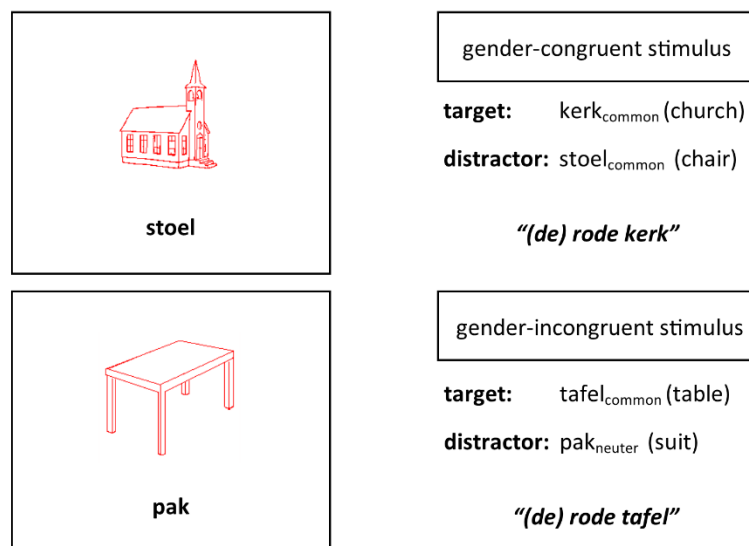 stoel
gender-congruent stimulus
target: kerkcommon (church)
distractor: stoelcommon (chair)
“(de) rode kerk”
pak
gender-incongruent stimulus
target: tafelcommon (table)
distractor: pakneuter (suit)
“(de) rode tafel”